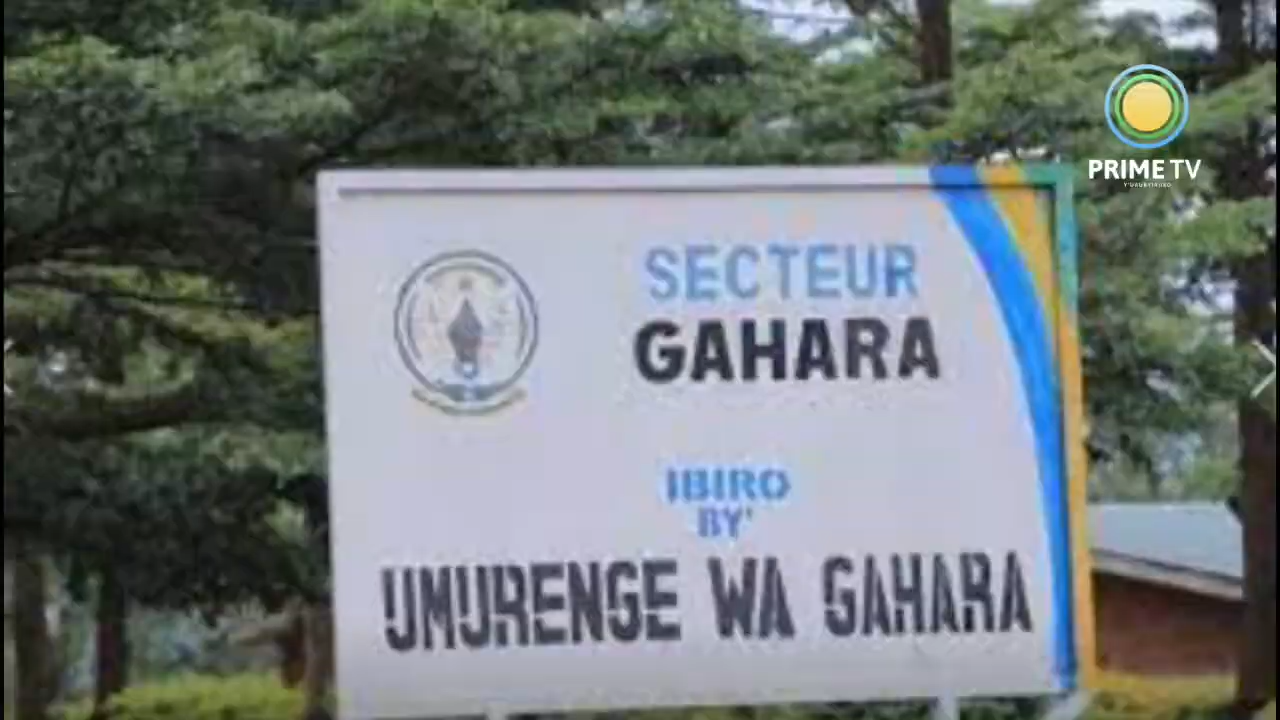 PRIME TV
SECTEUR
GAHARA
IBIRO
BY'
UMURENGE WA GAHARA